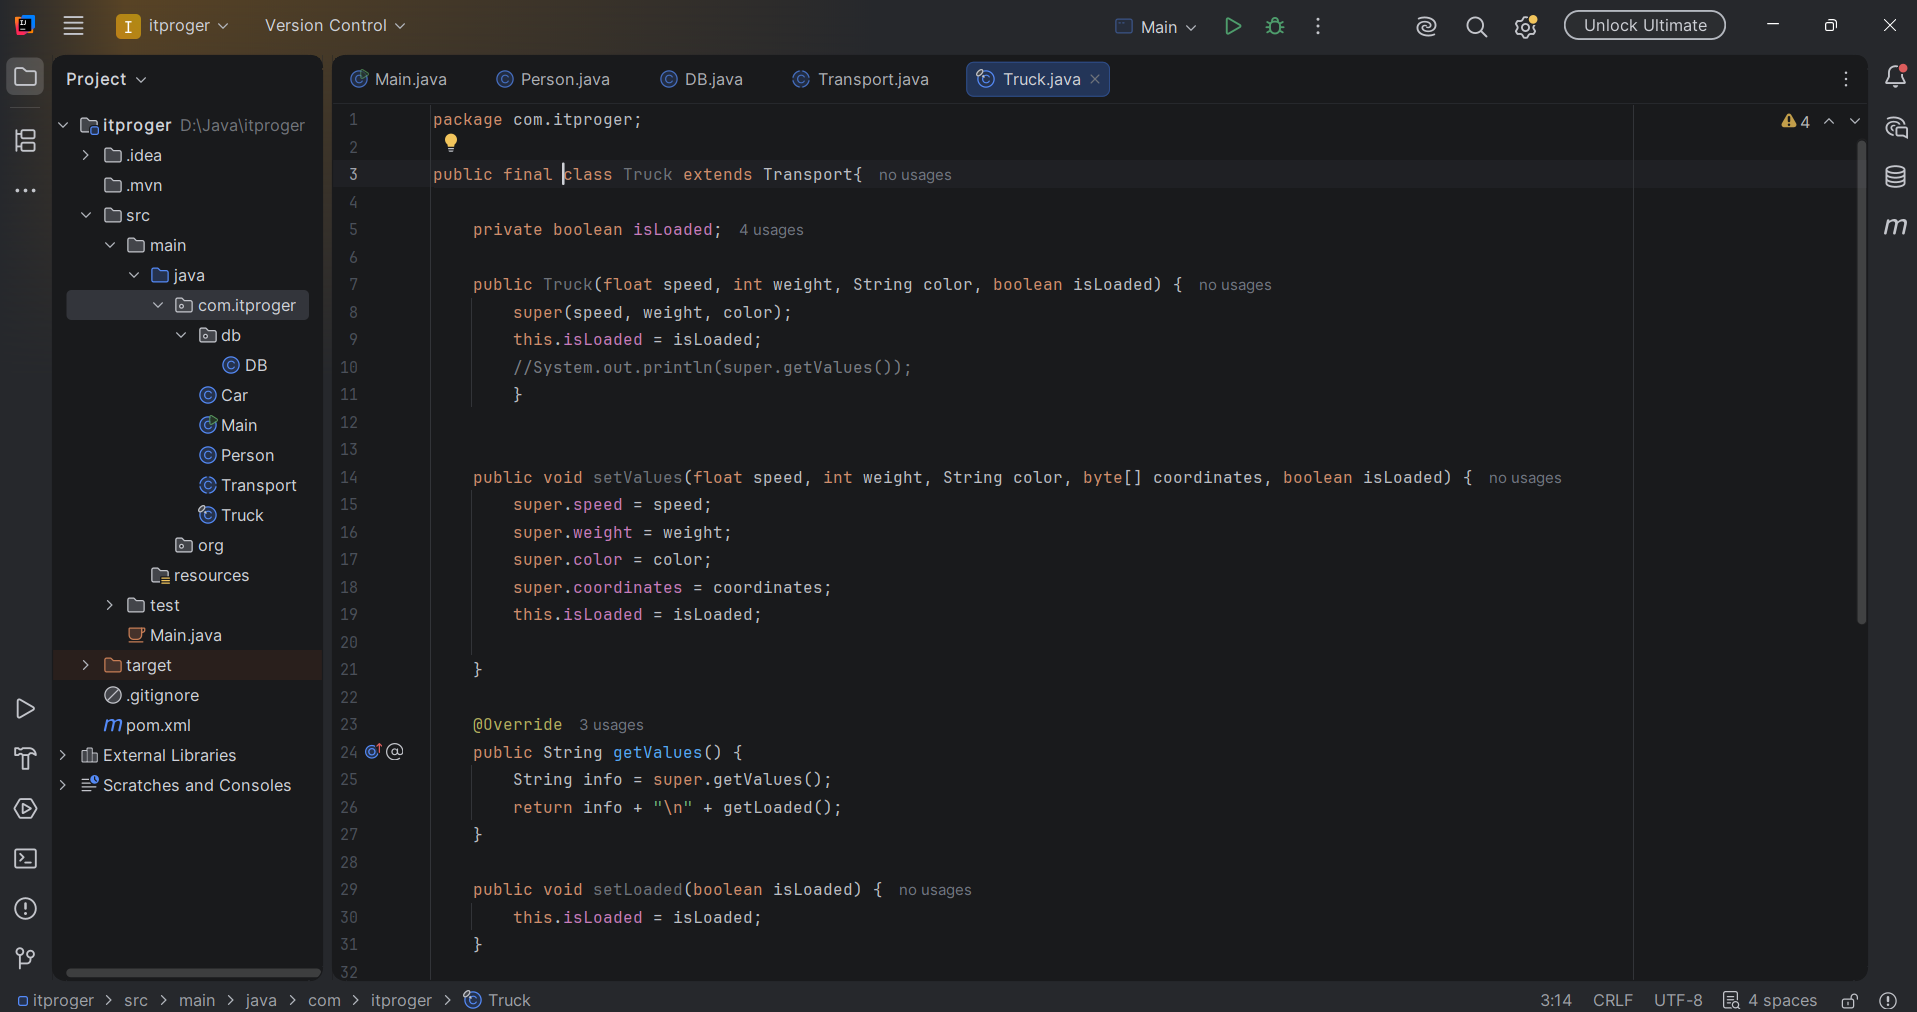 itproger
Version Control
Main
Unlock Ultimate
Project
Main.java
Person.java
DB.java
Transport.java
Truck.java
itproger D:\Java\itproger
.idea
.mvn
src
main
java
com.itproger
db
DB
Car
Main
Person
Transport
Truck
org
resources
test
Main.java
target
.gitignore
pom.xml
External Libraries
Scratches and Consoles
4
1 package com.itproger;
2
3 public final class Truck extends Transport{ no usages
4
5 private boolean isLoaded; 4 usages
6
7 public Truck(float speed, int weight, String color, boolean isLoaded) { no usages
8 super(speed, weight, color);
9 this.isLoaded = isLoaded;
10 //System.out.println(super.getValues());
11 }
12
13
14 public void setValues(float speed, int weight, String color, byte[] coordinates, boolean isLoaded) { no usages
15 super.speed = speed;
16 super.weight = weight;
17 super.color = color;
18 super.coordinates = coordinates;
19 this.isLoaded = isLoaded;
20
21 }
22
23 @Override 3 usages
24 public String getValues() {
25 String info = super.getValues();
26 return info + "\n" + getLoaded();
27 }
28
29 public void setLoaded(boolean isLoaded) { no usages
30 this.isLoaded = isLoaded;
31 }
32
itproger > src > main > java > com > itproger > Truck
3:14 CRLF UTF-8 4 spaces